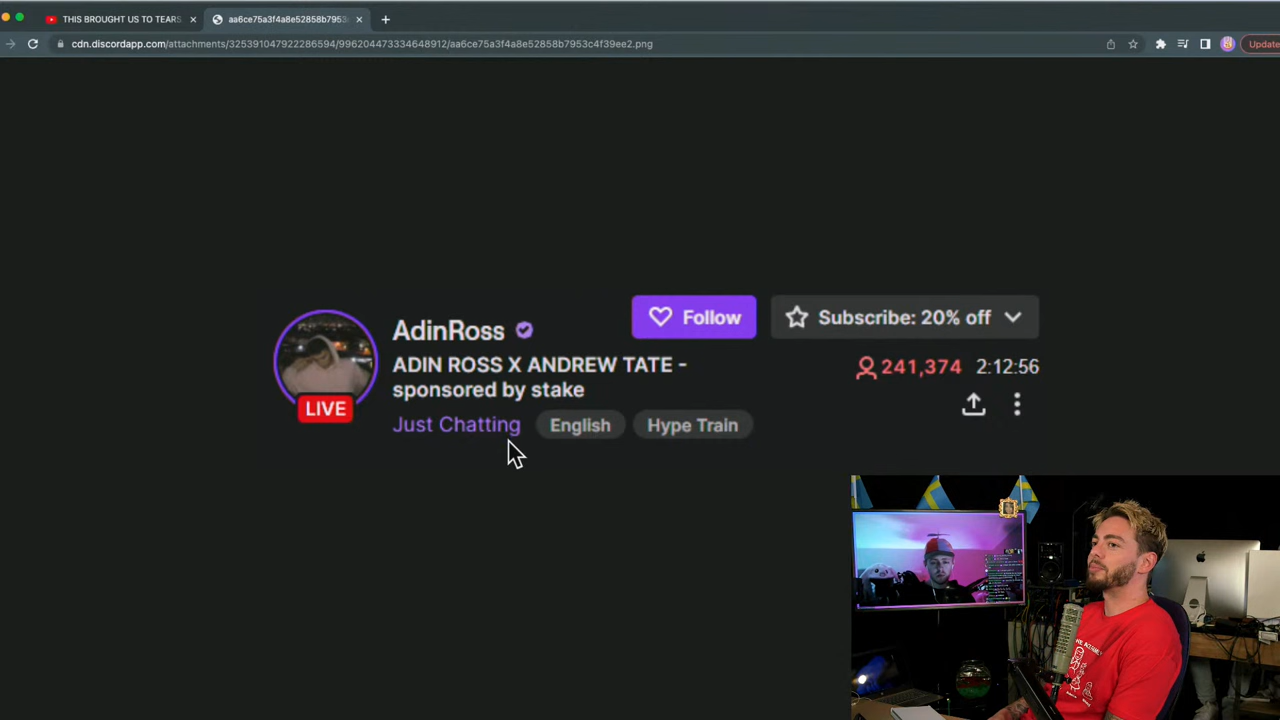 THIS BROUGHT US TO TEARS
aa6ce75a3f4a8e52858b7953
cdn.discordapp.com/attachments/325391047922286594/996204473334648912/aa6ce75a3f4a8e52858b7953c4f39ee2.png
Update
Follow
Subscribe: 20% off
AdinRoss
ADIN ROSS X ANDREW TATE -
sponsored by stake
241,374 2:12:56
LIVE
Just Chatting
English
Hype Train